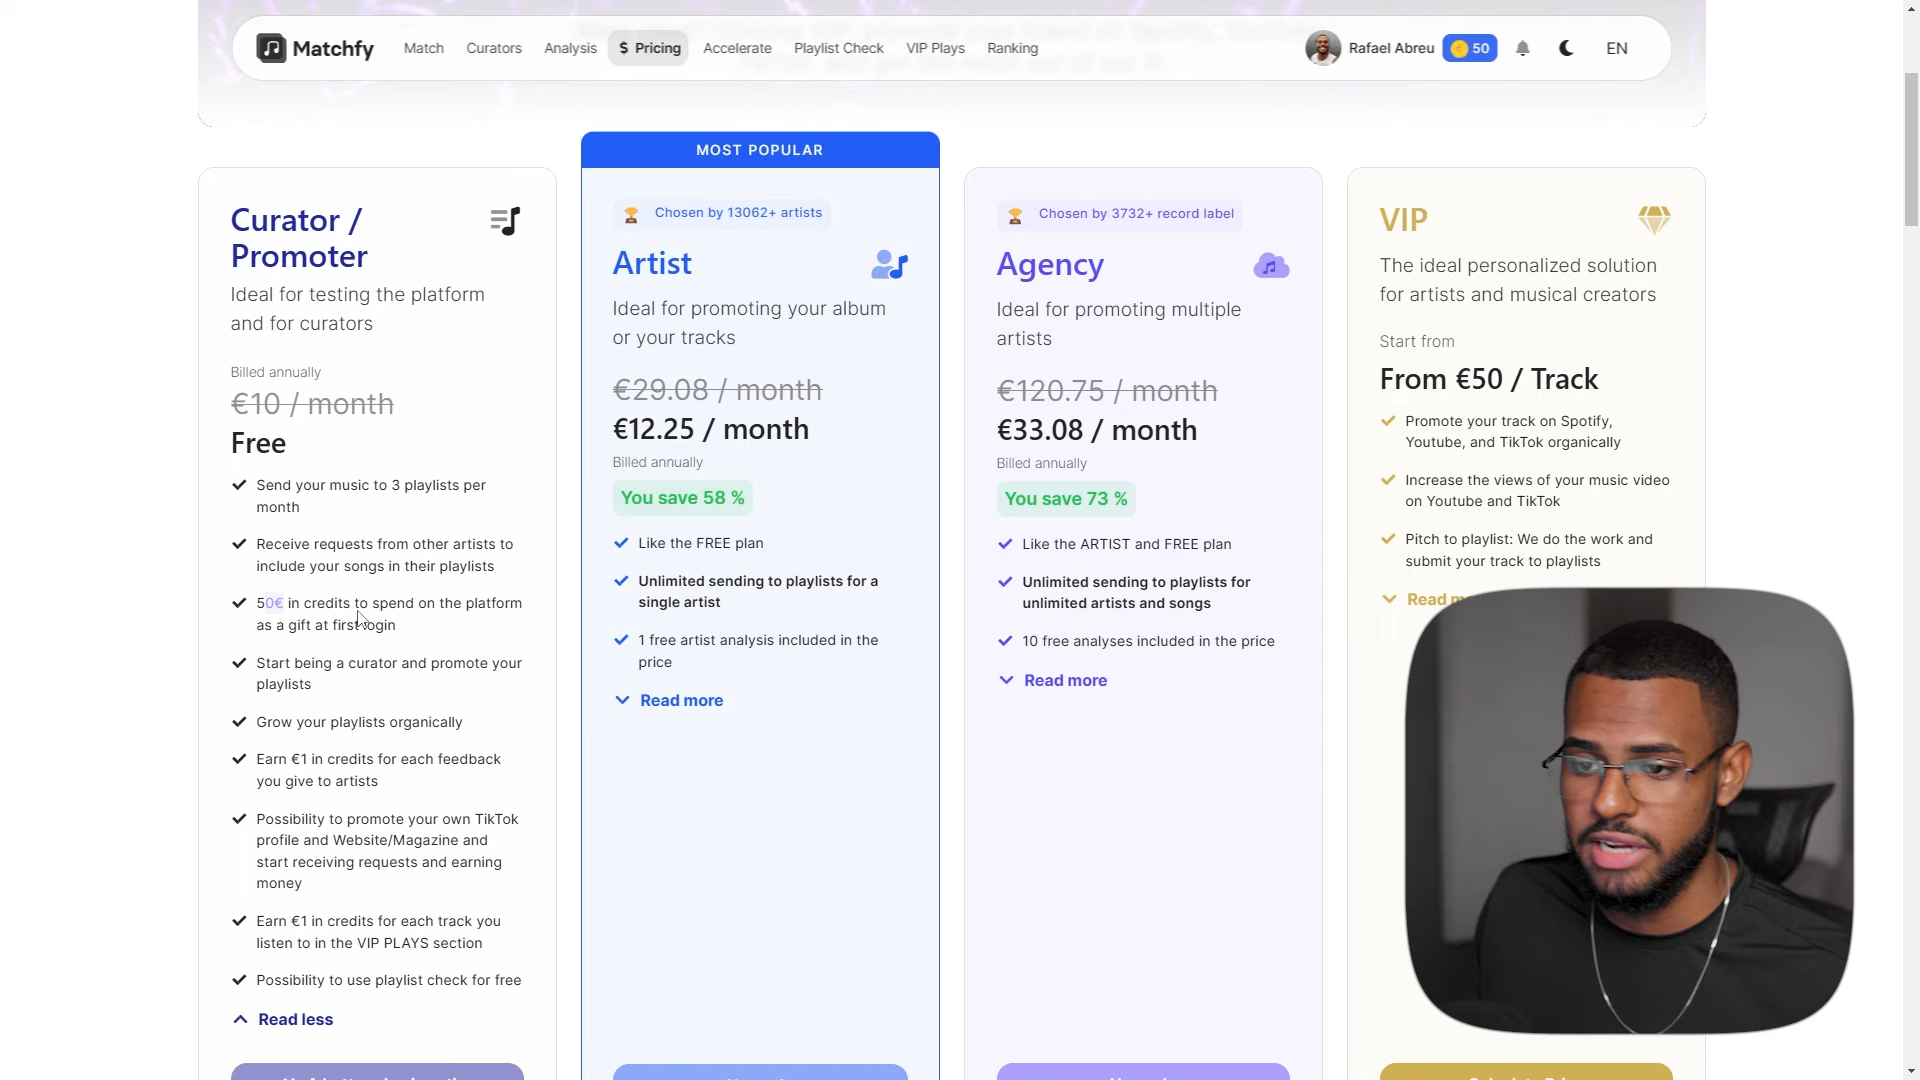 Matchfy
Match
Curators
Analysis
$ Pricing
Accelerate
Playlist Check
VIP Plays
Ranking
Rafael Abreu
50
EN
Curator /
Promoter
Ideal for testing the platform
and for curators
Billed annually
€10 / month
Free
Send your music to 3 playlists per
month
Receive requests from other artists to
include your songs in their playlists
50€ in credits to spend on the platform
as a gift at first login
Start being a curator and promote your
playlists
Grow your playlists organically
Earn €1 in credits for each feedback
you give to artists
Possibility to promote your own TikTok
profile and Website/Magazine and
start receiving requests and earning
money
Earn €1 in credits for each track you
listen to in the VIP PLAYS section
Possibility to use playlist check for free
Read less
MOST POPULAR
Chosen by 13062+ artists
Artist
Ideal for promoting your album
or your tracks
€29.08 / month
€12.25 / month
Billed annually
You save 58 %
Like the FREE plan
Unlimited sending to playlists for a
single artist
1 free artist analysis included in the
price
Read more
Chosen by 3732+ record label
Agency
Ideal for promoting multiple
artists
€120.75 / month
€33.08 / month
Billed annually
You save 73 %
Like the ARTIST and FREE plan
Unlimited sending to playlists for
unlimited artists and songs
10 free analyses included in the price
Read more
VIP
The ideal personalized solution
for artists and musical creators
Start from
From €50 / Track
Promote your track on Spotify,
Youtube, and TikTok organically
Increase the views of your music video
on Youtube and TikTok
Pitch to playlist: We do the work and
submit your track to playlists
Read